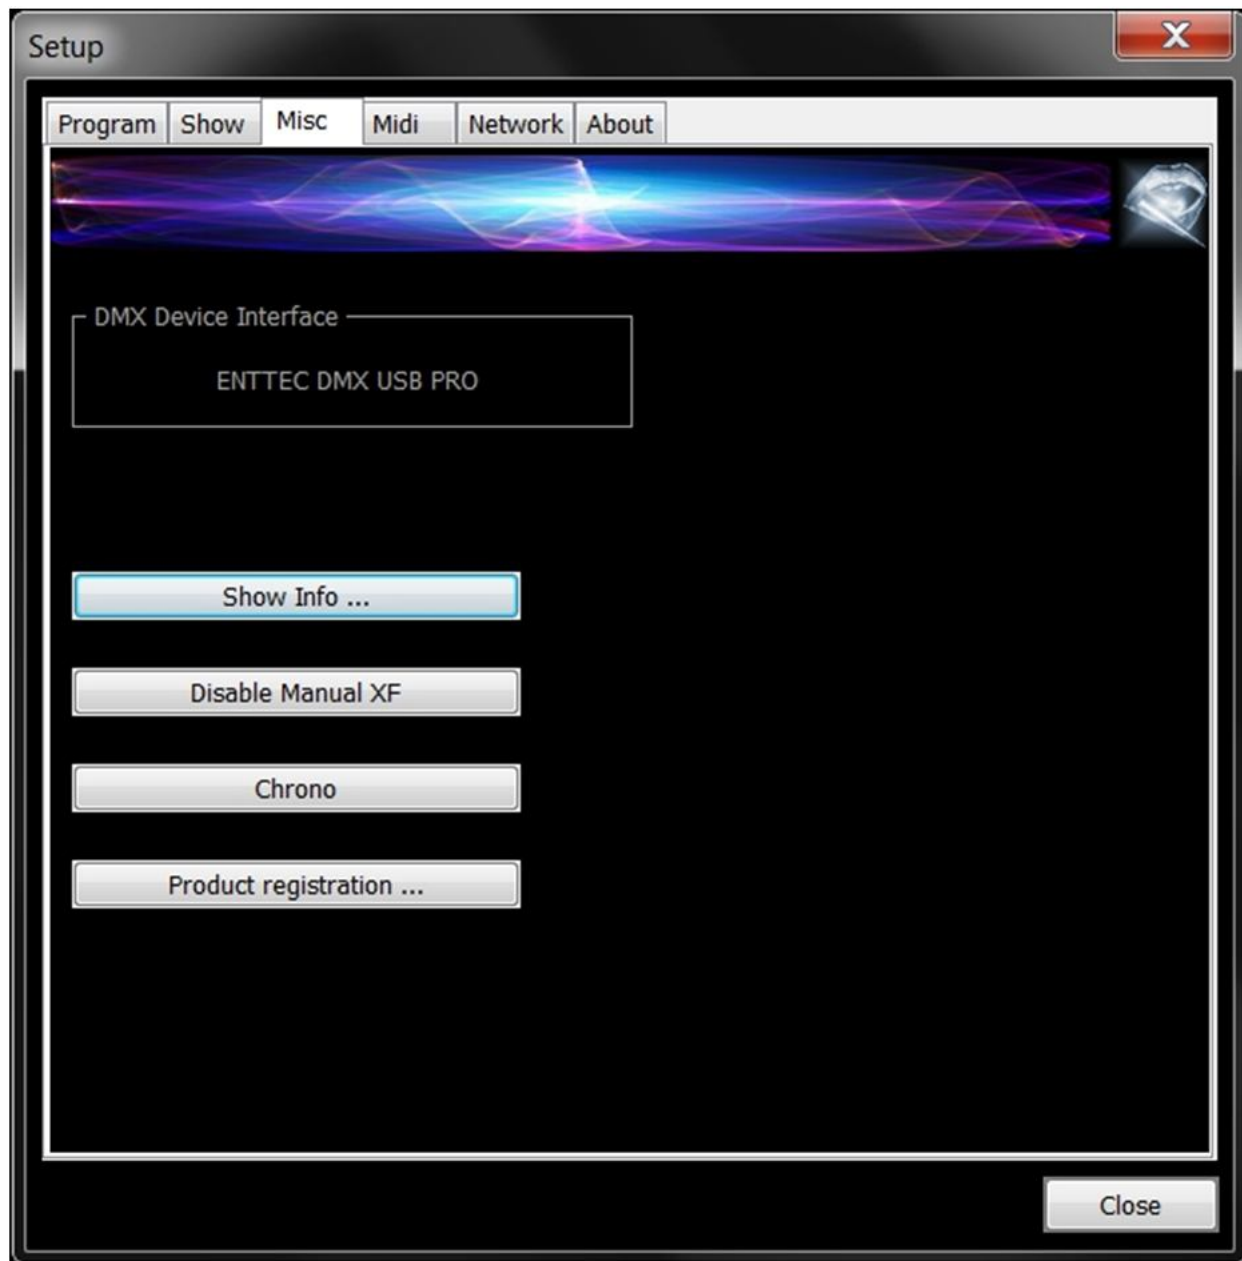 Setup
X
Program Show Misc Midi Network About
DMX Device Interface
ENTTEC DMX USB PRO
Show Info ...
Disable Manual XF
Chrono
Product registration ...
Close